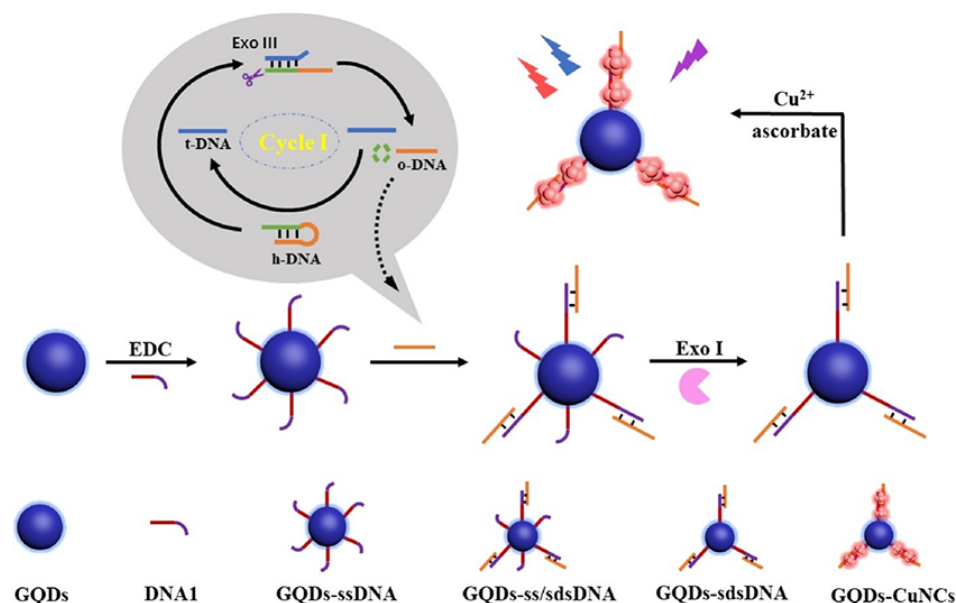 Exo III
t-DNA
Cycle I
o-DNA
h-DNA
Cu²⁺
ascorbate
EDC
Exo I
GQDs
DNA1
GQDs-ssDNA
GQDs-ss/sdsDNA
GQDs-sdsDNA
GQDs-CuNCs